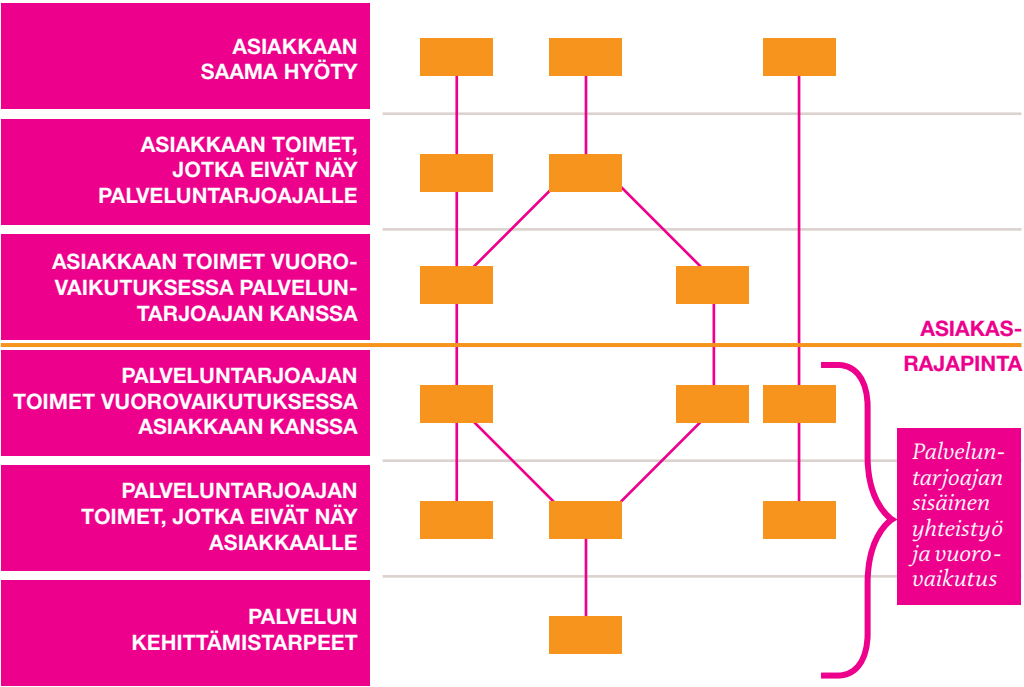 ASIAKKAAN
SAAMA HYÖTY
ASIAKKAAN TOIMET,
JOTKA EIVÄT NÄY
PALVELUNTARJOAJALLE
ASIAKKAAN TOIMET VUORO-
VAIKUTUKSESSA PALVELUN-
TARJOAJAN KANSSA
ASIAKAS-
RAJAPINTA
PALVELUNTARJOAJAN
TOIMET VUOROVAIKUTUKSESSA
ASIAKKAAN KANSSA
PALVELUNTARJOAJAN
TOIMET, JOTKA EIVÄT NÄY
ASIAKKAALLE
PALVELUN
KEHITTÄMISTARPEET
Palvelun-
tarjoajan
sisäinen
yhteistyö
ja vuoro-
vaikutus